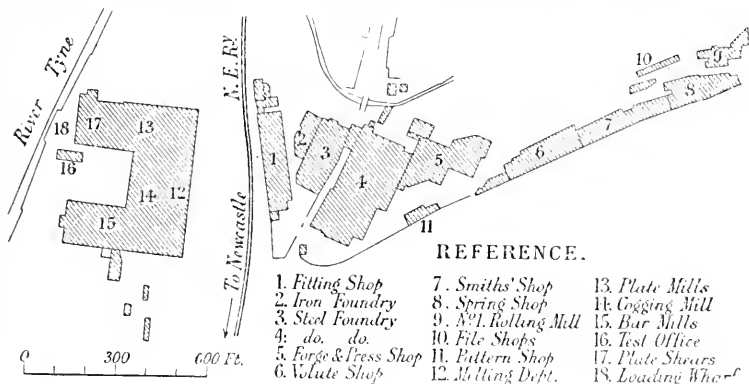 River Tyne
N. E. Ry.
To Newcastle
18
17
13
16
14
12
15
1
2
3
4
5
11
6
7
8
9
10
REFERENCE.
1. Fitting Shop
2. Iron Foundry
3. Steel Foundry
4. do. do.
5. Forge & Press Shop
6. Volute Shop
7. Smiths' Shop
8. Spring Shop
9. No 1. Rolling Mill
10. File Shops
11. Pattern Shop
12. Milling Dept.
13. Plate Mills
14. Cogging Mill
15. Bar Mills
16. Test Office
17. Plate Shears
18. Loading Wharf
0 300 600 Ft.